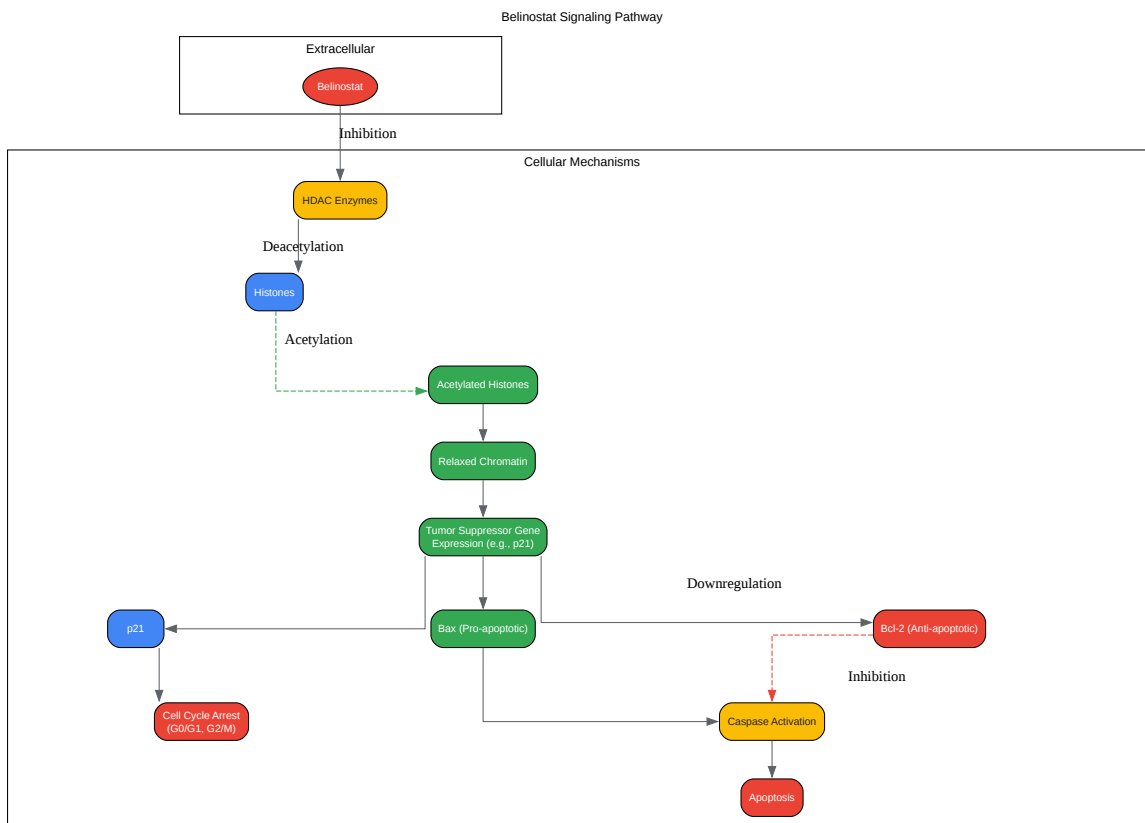 Belinostat Signaling Pathway
Extracellular
Belinostat
Inhibition
Cellular Mechanisms
HDAC Enzymes
Deacetylation
Histones
Acetylation
Acetylated Histones
Relaxed Chromatin
Tumor Suppressor Gene
Expression (e.g., p21)
Downregulation
p21
Bax (Pro-apoptotic)
Bcl-2 (Anti-apoptotic)
Inhibition
Cell Cycle Arrest
(G0/G1, G2/M)
Caspase Activation
Apoptosis